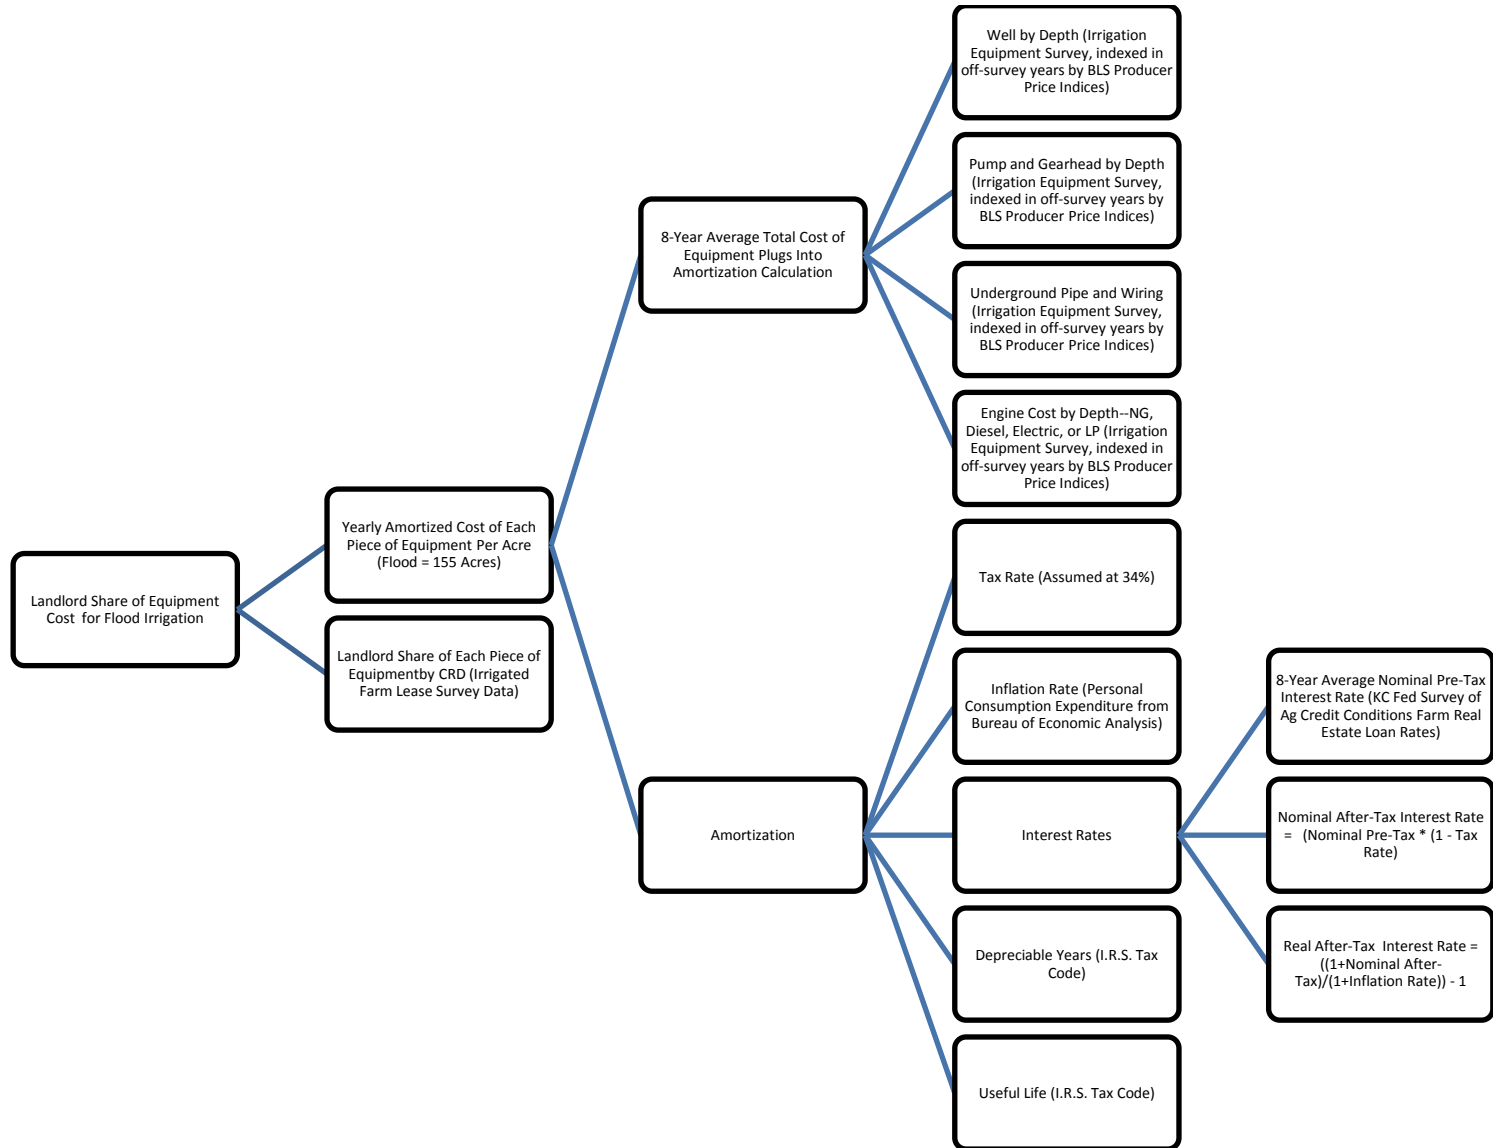 Landlord Share of Equipment
Cost  for Flood Irrigation
Yearly Amortized Cost of Each
Piece of Equipment Per Acre
(Flood = 155 Acres)
Landlord Share of Each Piece of
Equipmentby CRD (Irrigated
Farm Lease Survey Data)
8-Year Average Total Cost of
Equipment Plugs Into
Amortization Calculation
Amortization
Well by Depth (Irrigation
Equipment Survey, indexed in
off-survey years by BLS Producer
Price Indices)
Pump and Gearhead by Depth
(Irrigation Equipment Survey,
indexed in off-survey years by
BLS Producer Price Indices)
Underground Pipe and Wiring
(Irrigation Equipment Survey,
indexed in off-survey years by
BLS Producer Price Indices)
Engine Cost by Depth--NG,
Diesel, Electric, or LP (Irrigation
Equipment Survey, indexed in
off-survey years by BLS Producer
Price Indices)
Tax Rate (Assumed at 34%)
Inflation Rate (Personal
Consumption Expenditure from
Bureau of Economic Analysis)
Interest Rates
Depreciable Years (I.R.S. Tax
Code)
Useful Life (I.R.S. Tax Code)
8-Year Average Nominal Pre-Tax
Interest Rate (KC Fed Survey of
Ag Credit Conditions Farm Real
Estate Loan Rates)
Nominal After-Tax Interest Rate
=   (Nominal Pre-Tax * (1 - Tax
Rate)
Real After-Tax  Interest Rate =
((1+Nominal After-
Tax)/(1+Inflation Rate)) - 1